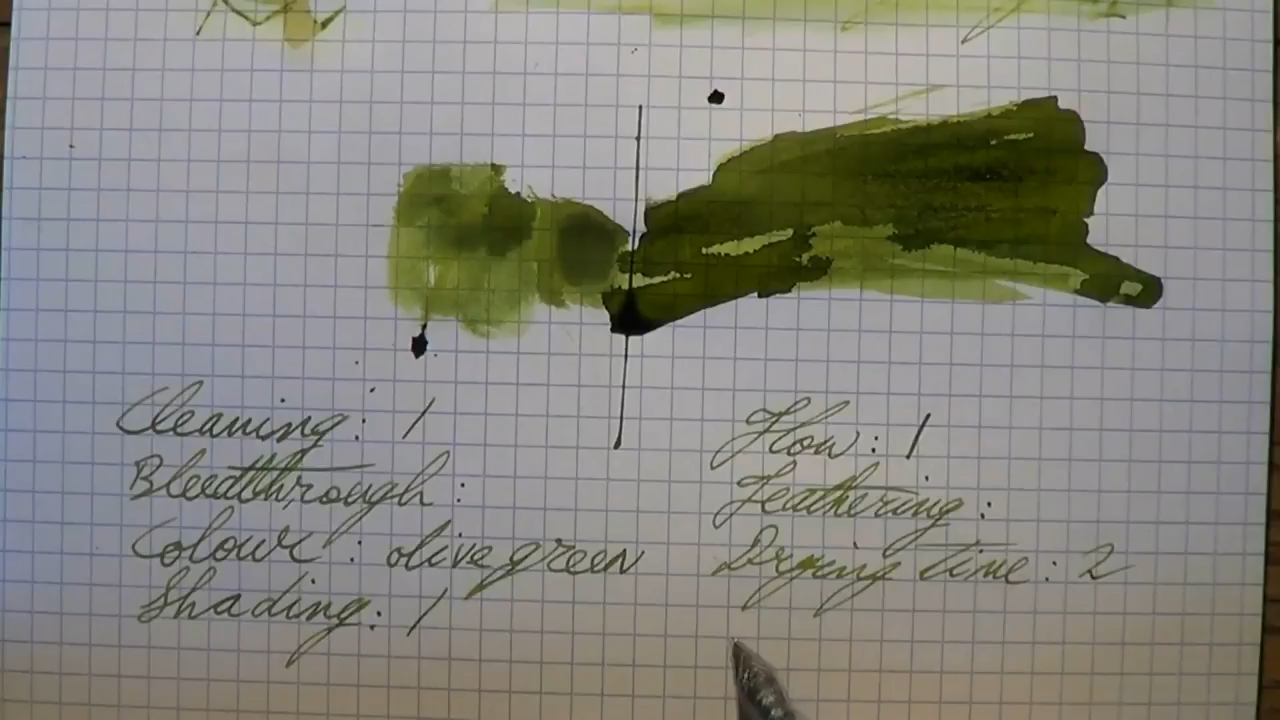 Cleaning: 1
Bleedthrough:
Colour: olive green
Shading: 1
Flow: 1
Feathering:
Drying time: 2